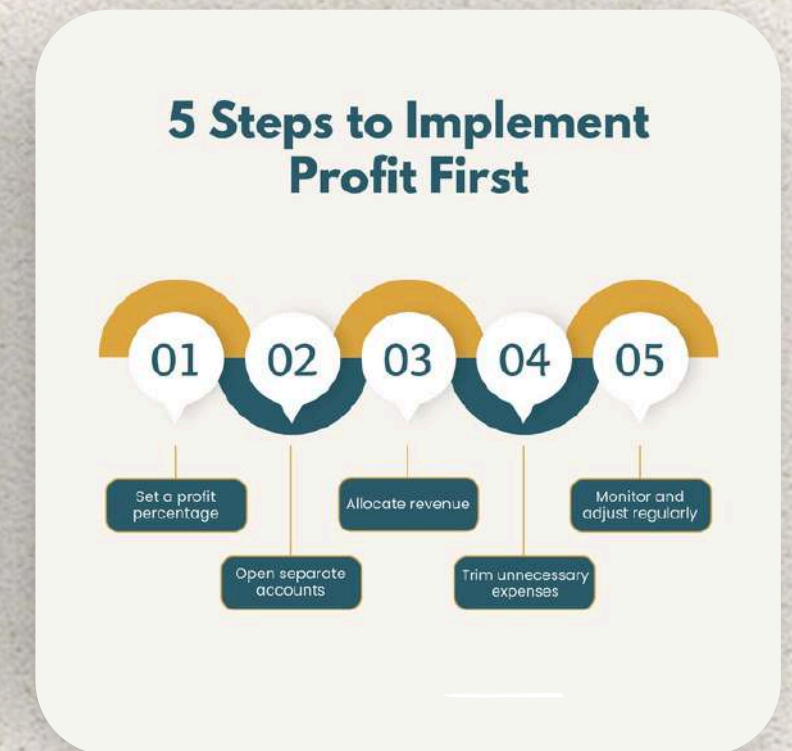 5 Steps to Implement
Profit First
01
02
03
04
05
Set a profit
percentage
Open separate
accounts
Allocate revenue
Trim unnecessary
expenses
Monitor and
adjust regularly